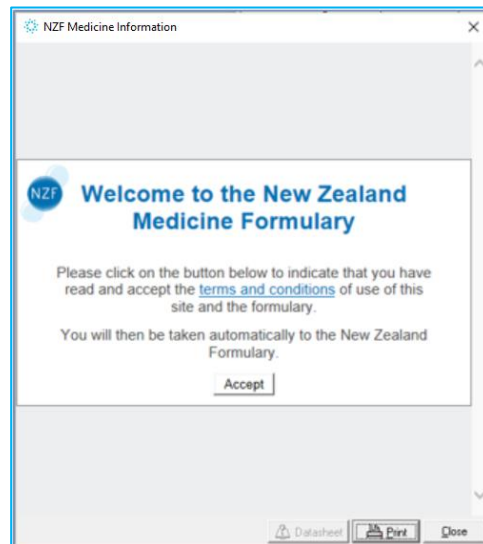 NZF Medicine Information
NZF
Welcome to the New Zealand
Medicine Formulary
Please click on the button below to indicate that you have
read and accept the terms and conditions of use of this
site and the formulary.
You will then be taken automatically to the New Zealand
Formulary.
Accept
Datasheet Print Close